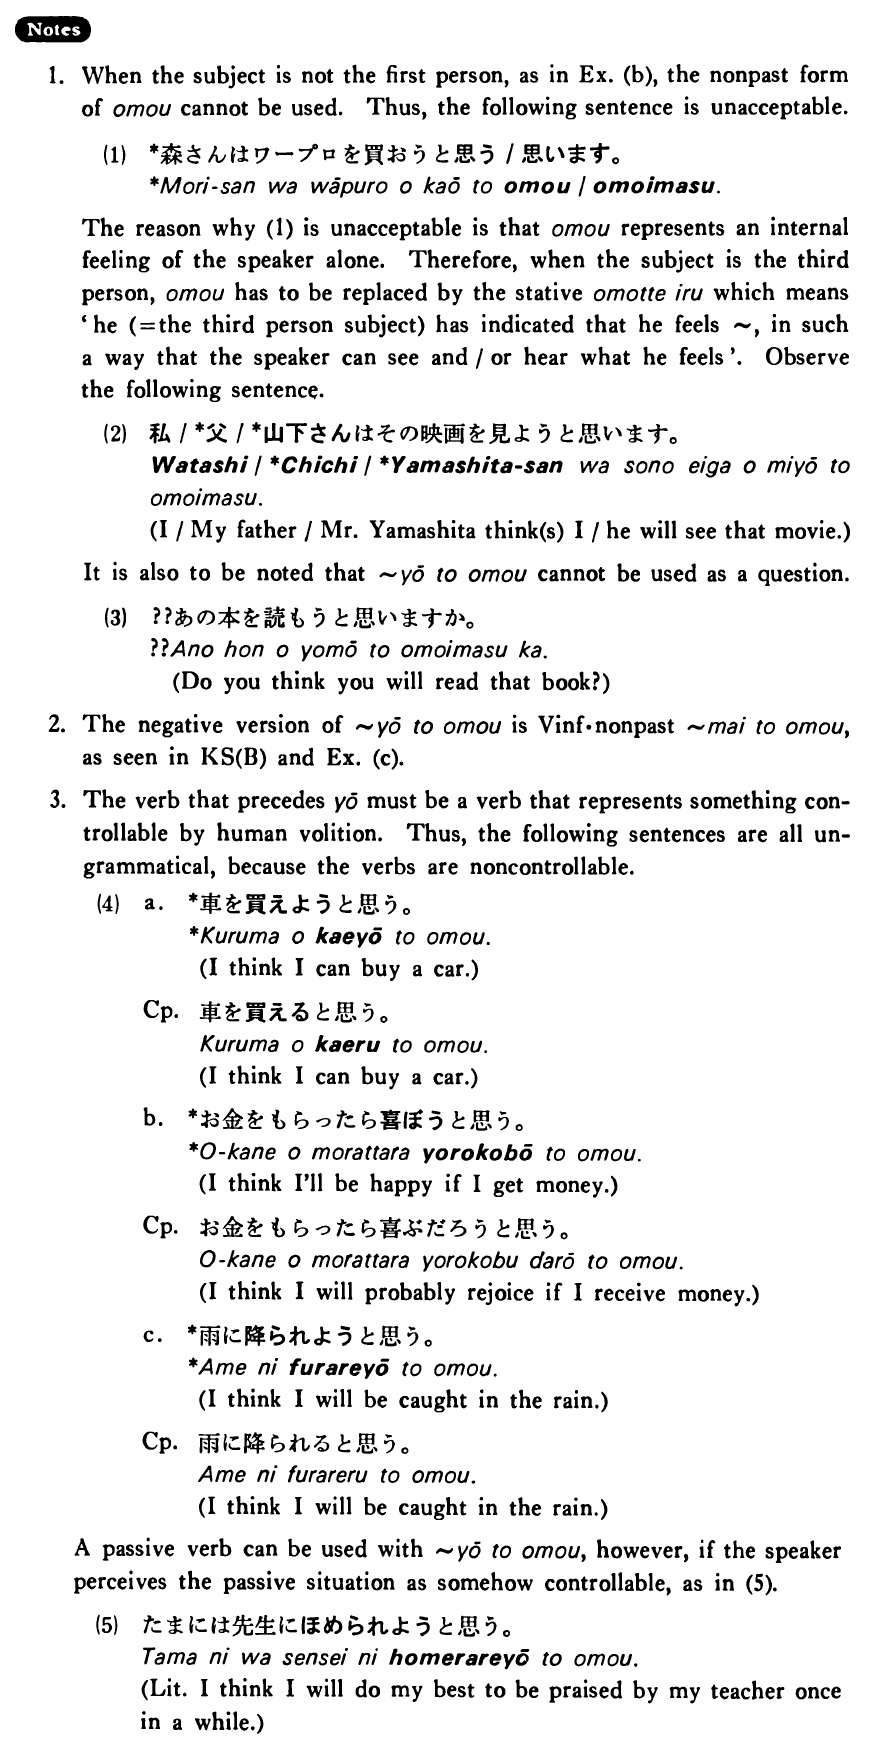 Notes
1. When the subject is not the first person, as in Ex. (b), the nonpast form
of omou cannot be used. Thus, the following sentence is unacceptable.
(1) *森さんはワープロを買おうと思う / 思います。
*Mori-san wa wāpuro o kaō to omou / omoimasu.
The reason why (1) is unacceptable is that omou represents an internal
feeling of the speaker alone. Therefore, when the subject is the third
person, omou has to be replaced by the stative omotte iru which means
‘he (=the third person subject) has indicated that he feels ~, in such
a way that the speaker can see and / or hear what he feels’. Observe
the following sentence.
(2) 私 / *父 / *山下さんはその映画を見ようと思います。
Watashi / *Chichi / *Yamashita-san wa sono eiga o miyō to
omoimasu.
(I / My father / Mr. Yamashita think(s) I / he will see that movie.)
It is also to be noted that ~yō to omou cannot be used as a question.
(3) ??あの本を読もうと思いますか。
??Ano hon o yomō to omoimasu ka.
(Do you think you will read that book?)
2. The negative version of ~yō to omou is Vinf·nonpast ~mai to omou,
as seen in KS(B) and Ex. (c).
3. The verb that precedes yō must be a verb that represents something con-
trollable by human volition. Thus, the following sentences are all un-
grammatical, because the verbs are noncontrollable.
(4) a. *車を買えようと思う。
*Kuruma o kaeyō to omou.
(I think I can buy a car.)
Cp. 車を買えると思う。
Kuruma o kaeru to omou.
(I think I can buy a car.)
b. *お金をもらったら喜ぼうと思う。
*O-kane o morattara yorokobō to omou.
(I think I'll be happy if I get money.)
Cp. お金をもらったら喜ぶだろうと思う。
O-kane o morattara yorokobu darō to omou.
(I think I will probably rejoice if I receive money.)
c. *雨に降られようと思う。
*Ame ni furareyō to omou.
(I think I will be caught in the rain.)
Cp. 雨に降られると思う。
Ame ni furareru to omou.
(I think I will be caught in the rain.)
A passive verb can be used with ~yō to omou, however, if the speaker
perceives the passive situation as somehow controllable, as in (5).
(5) たまには先生にほめられようと思う。
Tama ni wa sensei ni homerareyō to omou.
(Lit. I think I will do my best to be praised by my teacher once
in a while.)